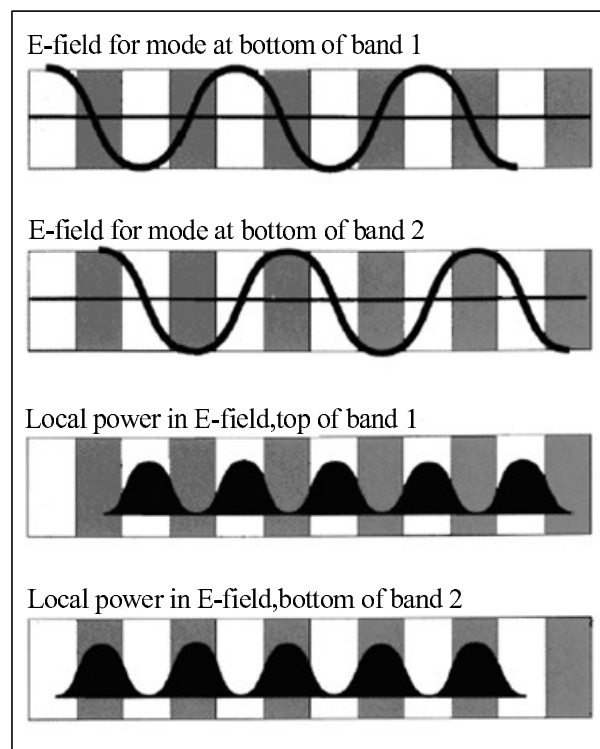 E-field for mode at bottom of band 1
E-field for mode at bottom of band 2
Local power in E-field,top of band 1
Local power in E-field,bottom of band 2